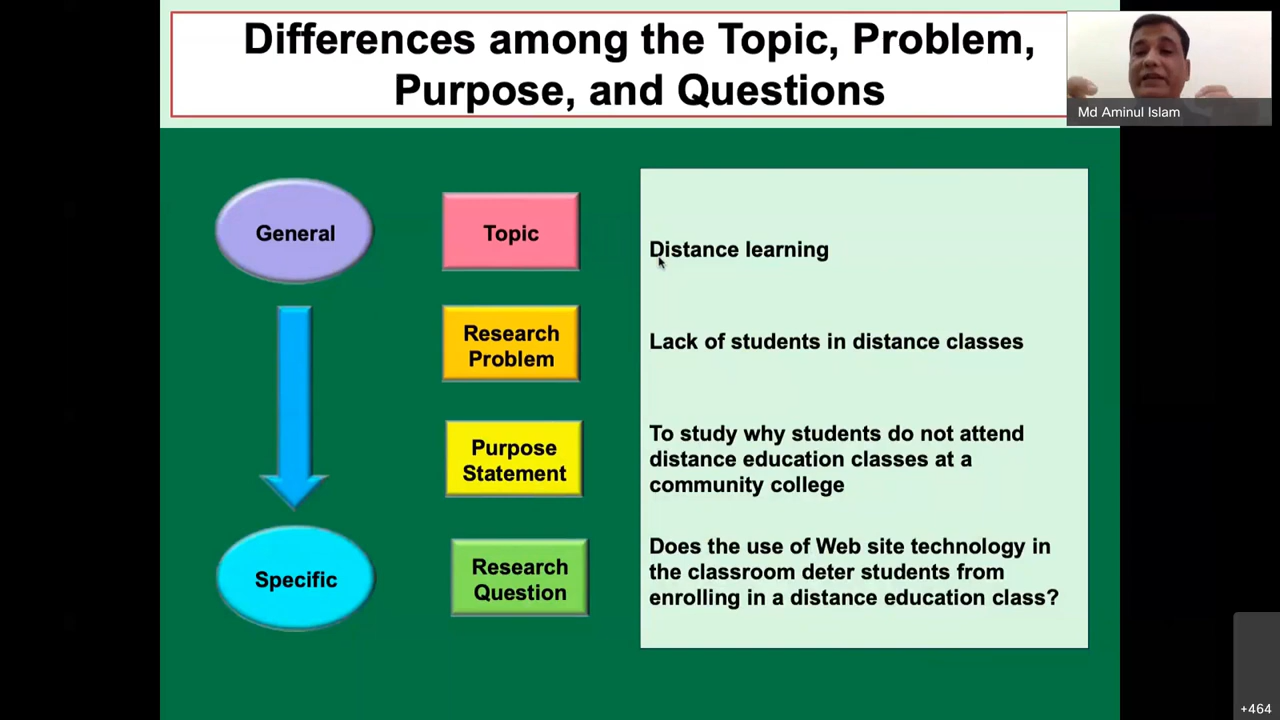 Differences among the Topic, Problem,
Purpose, and Questions
Md Aminul Islam
General
Topic
Distance learning
Research
Problem
Lack of students in distance classes
Purpose
Statement
To study why students do not attend
distance education classes at a
community college
Specific
Research
Question
Does the use of Web site technology in
the classroom deter students from
enrolling in a distance education class?
+464